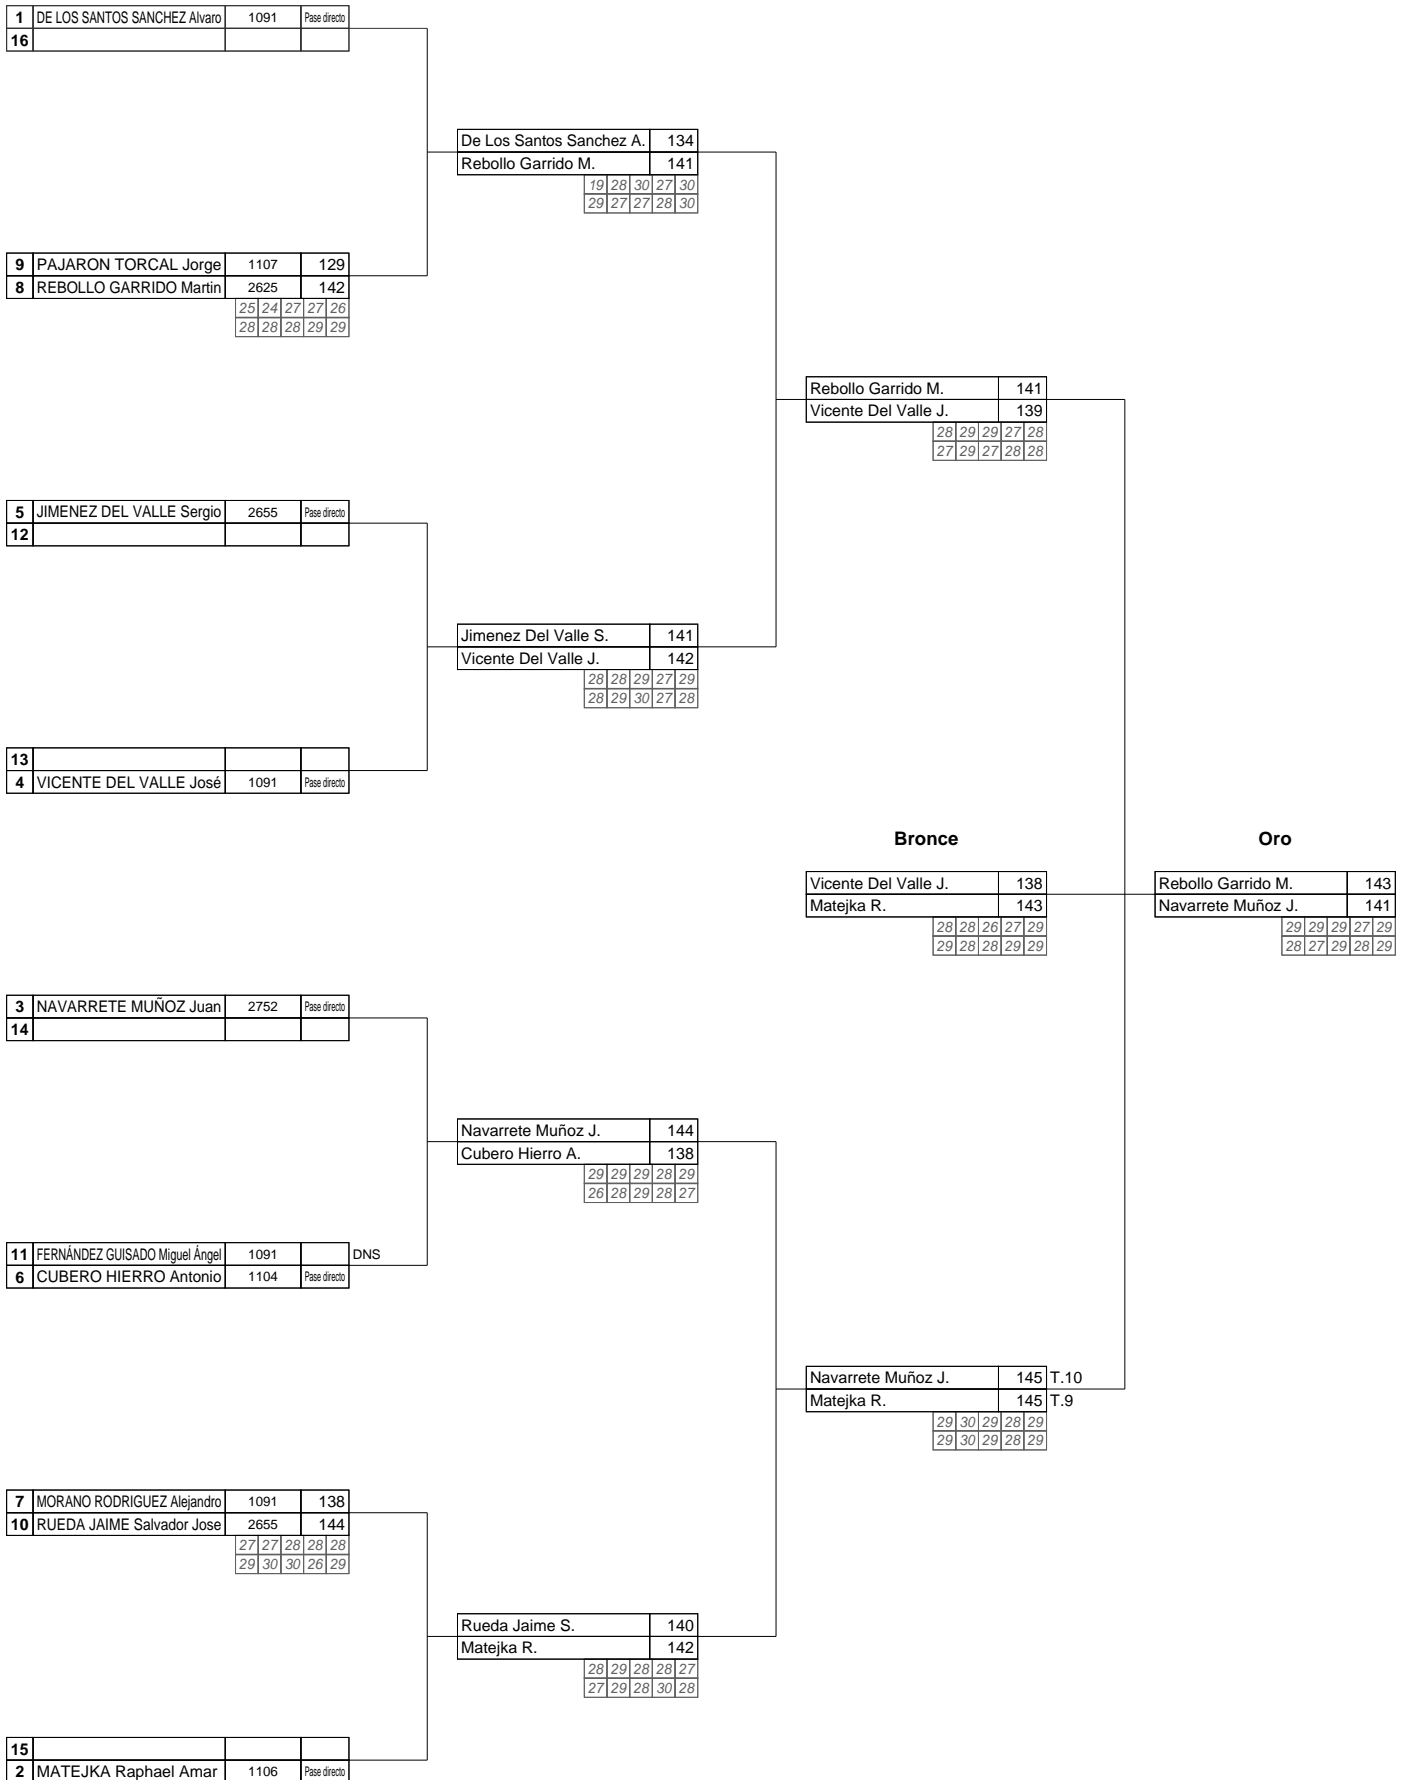 1 DE LOS SANTOS SANCHEZ Alvaro 1091 Pase directo
16
De Los Santos Sanchez A. 134
Rebollo Garrido M. 141
19 28 30 27 30
29 27 27 28 30
9 PAJARON TORCAL Jorge 1107 129
8 REBOLLO GARRIDO Martin 2625 142
25 24 27 27 26
28 28 28 29 29
Rebollo Garrido M. 141
Vicente Del Valle J. 139
28 29 29 27 28
27 29 27 28 28
5 JIMENEZ DEL VALLE Sergio 2655 Pase directo
12
Jimenez Del Valle S. 141
Vicente Del Valle J. 142
28 28 29 27 29
28 29 30 27 28
13
4 VICENTE DEL VALLE José 1091 Pase directo
Bronce Oro
Vicente Del Valle J. 138 Rebollo Garrido M. 143
Matejka R. 143 Navarrete Muñoz J. 141
28 28 26 27 29 29 29 29 27 29
29 28 28 29 29 28 27 29 28 29
3 NAVARRETE MUÑOZ Juan 2752 Pase directo
14
Navarrete Muñoz J. 144
Cubero Hierro A. 138
29 29 29 28 29
26 28 29 28 27
11 FERNÁNDEZ GUISADO Miguel Ángel 1091 DNS
6 CUBERO HIERRO Antonio 1104 Pase directo
Navarrete Muñoz J. 145 T.10
Matejka R. 145 T.9
29 30 29 28 29
29 30 29 28 29
7 MORANO RODRIGUEZ Alejandro 1091 138
10 RUEDA JAIME Salvador Jose 2655 144
27 27 28 28 28
29 30 30 26 29
Rueda Jaime S. 140
Matejka R. 142
28 29 28 28 27
27 29 28 30 28
15
2 MATEJKA Raphael Amar 1106 Pase directo